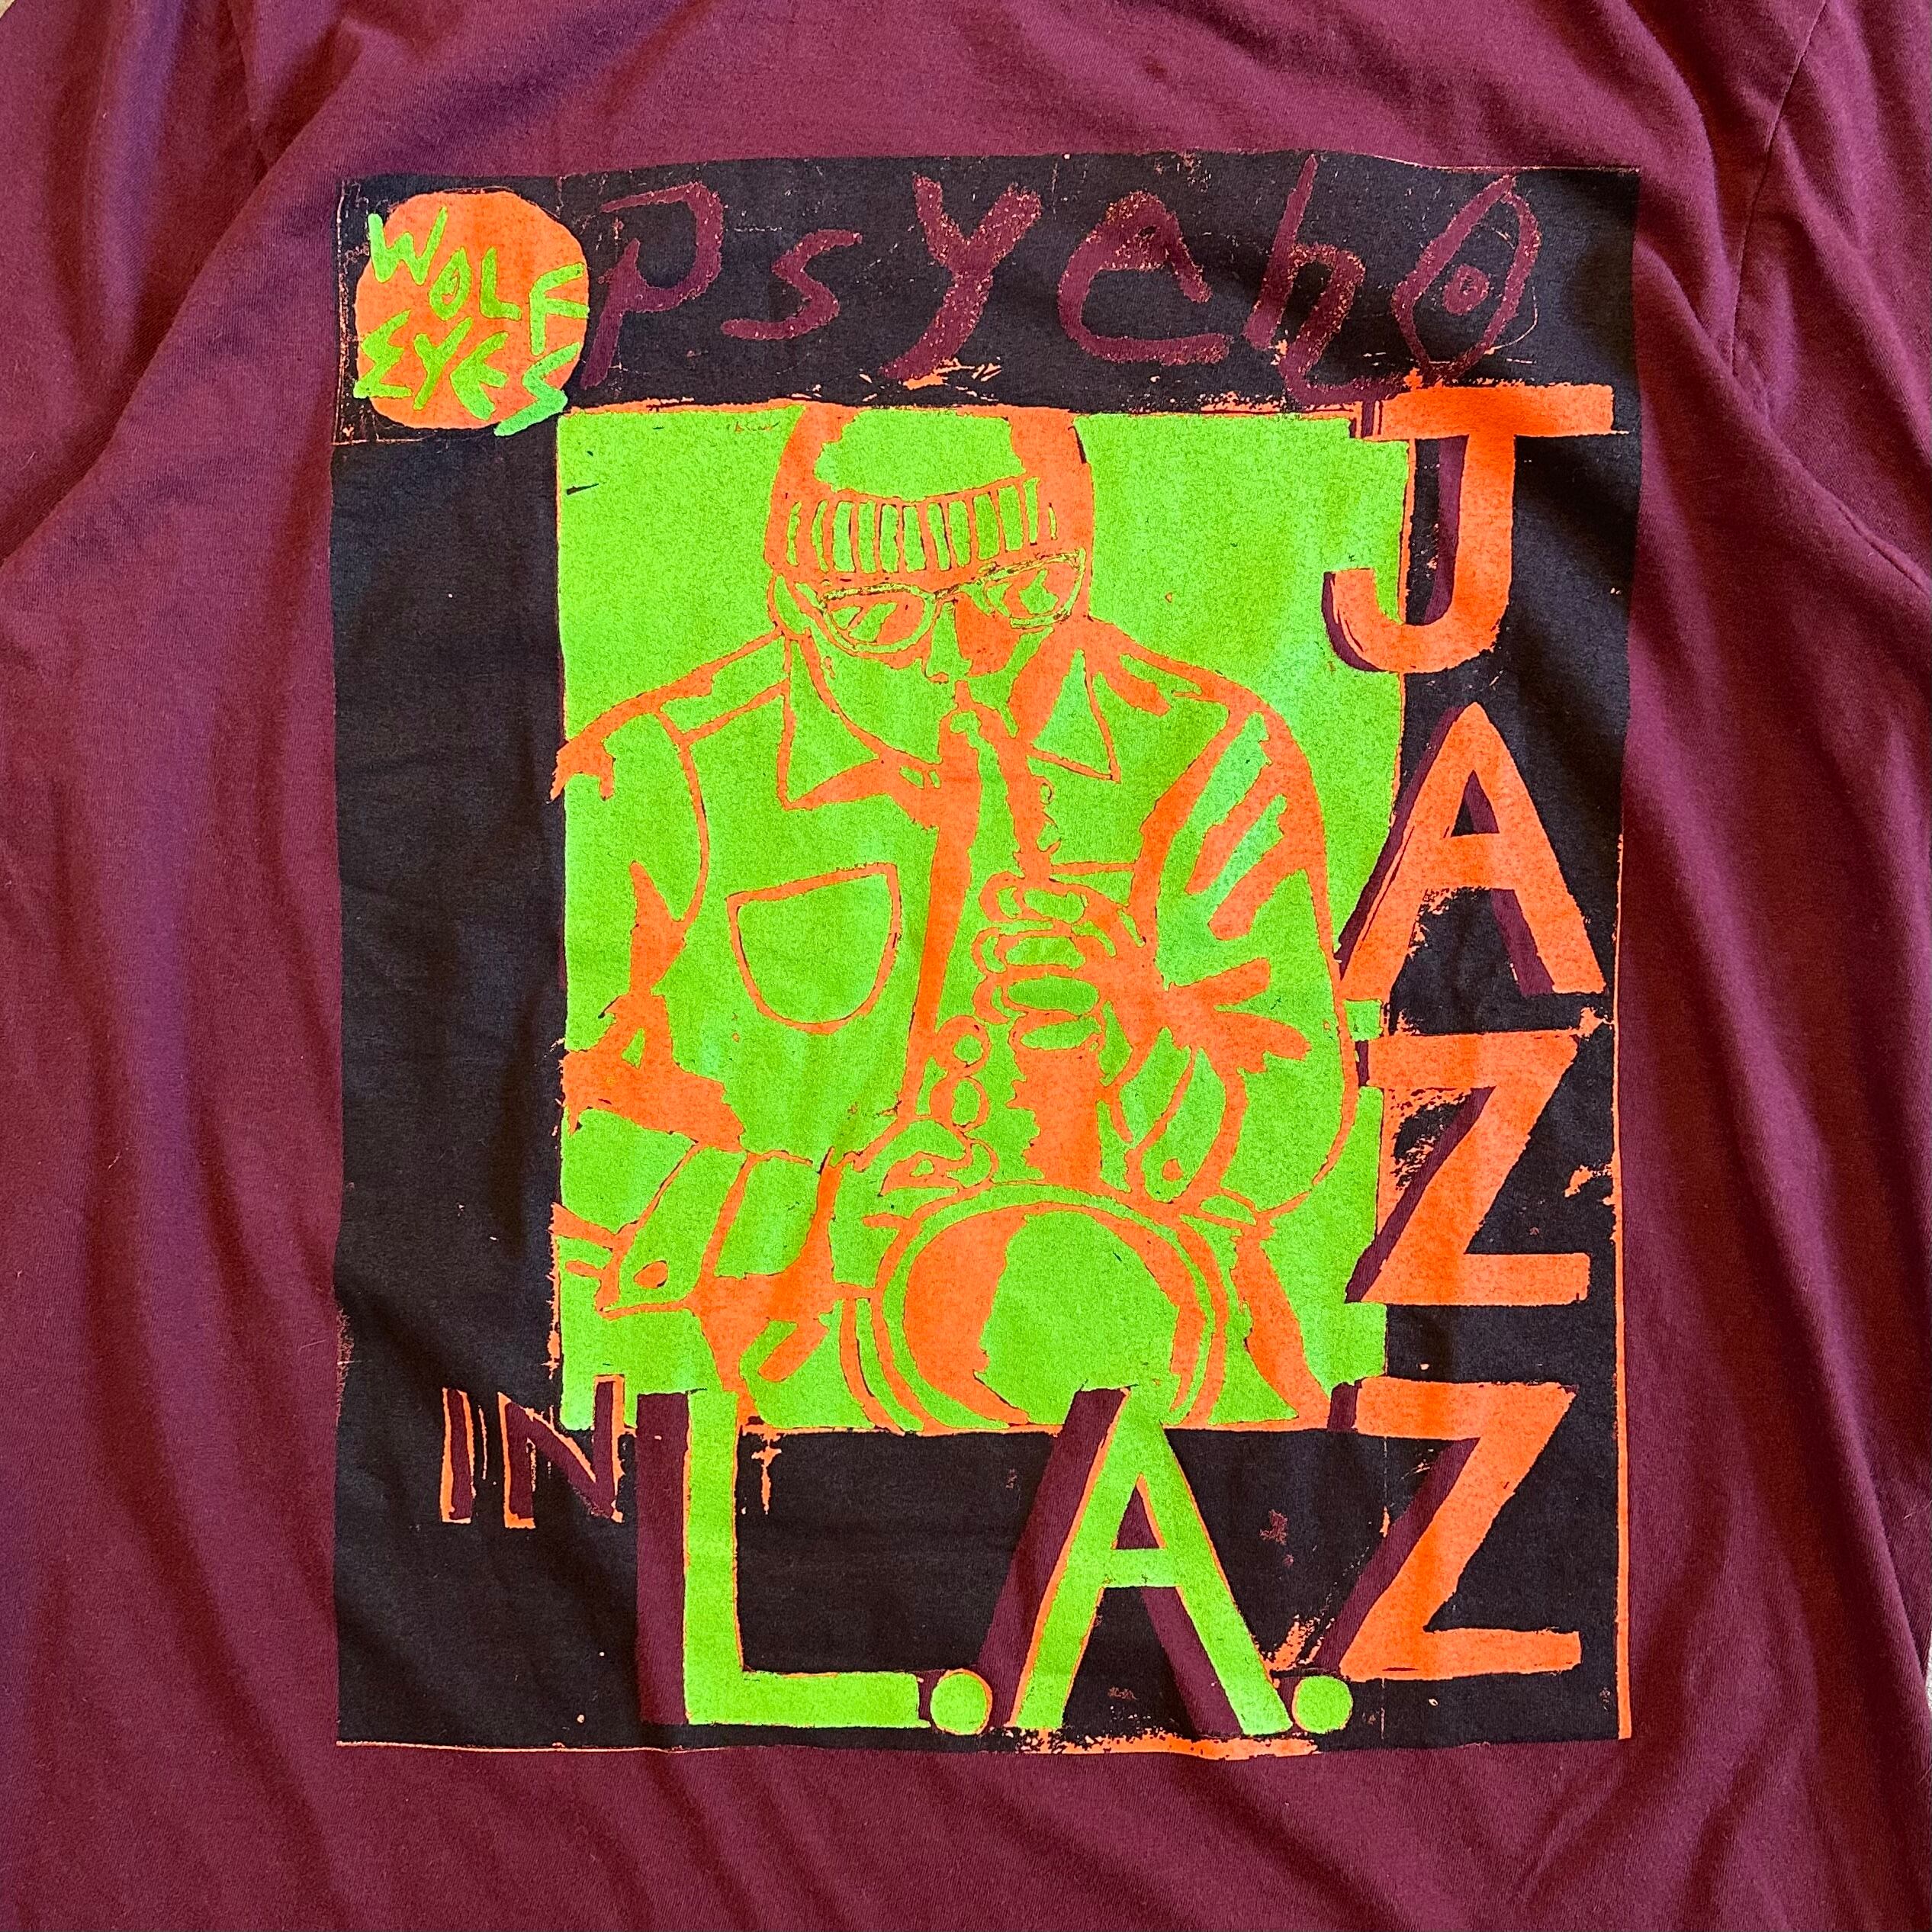 WOLF
EYES
PsYchO
JAZZ
IN
L.A.